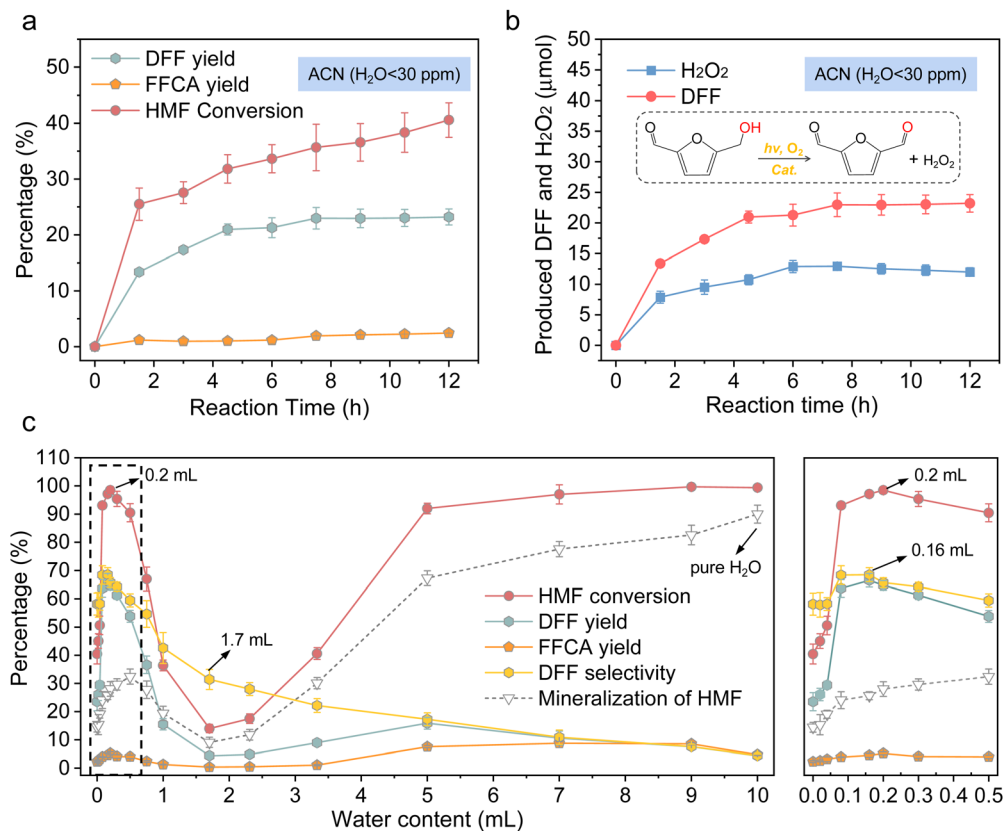 a
Percentage (%)
50
40
30
20
10
0
DFF yield
FFCA yield
HMF Conversion
ACN (H₂O<30 ppm)
0 2 4 6 8 10 12
Reaction Time (h)
b
Produced DFF and H₂O₂ (μmol)
50
45
40
35
30
25
20
15
10
5
0
H₂O₂
DFF
ACN (H₂O<30 ppm)
O O OH
hv, O₂
Cat.
O O O
+ H₂O₂
0 2 4 6 8 10 12
Reaction time (h)
c
Percentage (%)
110
100
90
80
70
60
50
40
30
20
10
0
0.2 mL
1.7 mL
pure H₂O
HMF conversion
DFF yield
FFCA yield
DFF selectivity
Mineralization of HMF
0 1 2 3 4 5 6 7 8 9 10
Water content (mL)
0.2 mL
0.16 mL
0.0 0.1 0.2 0.3 0.4 0.5